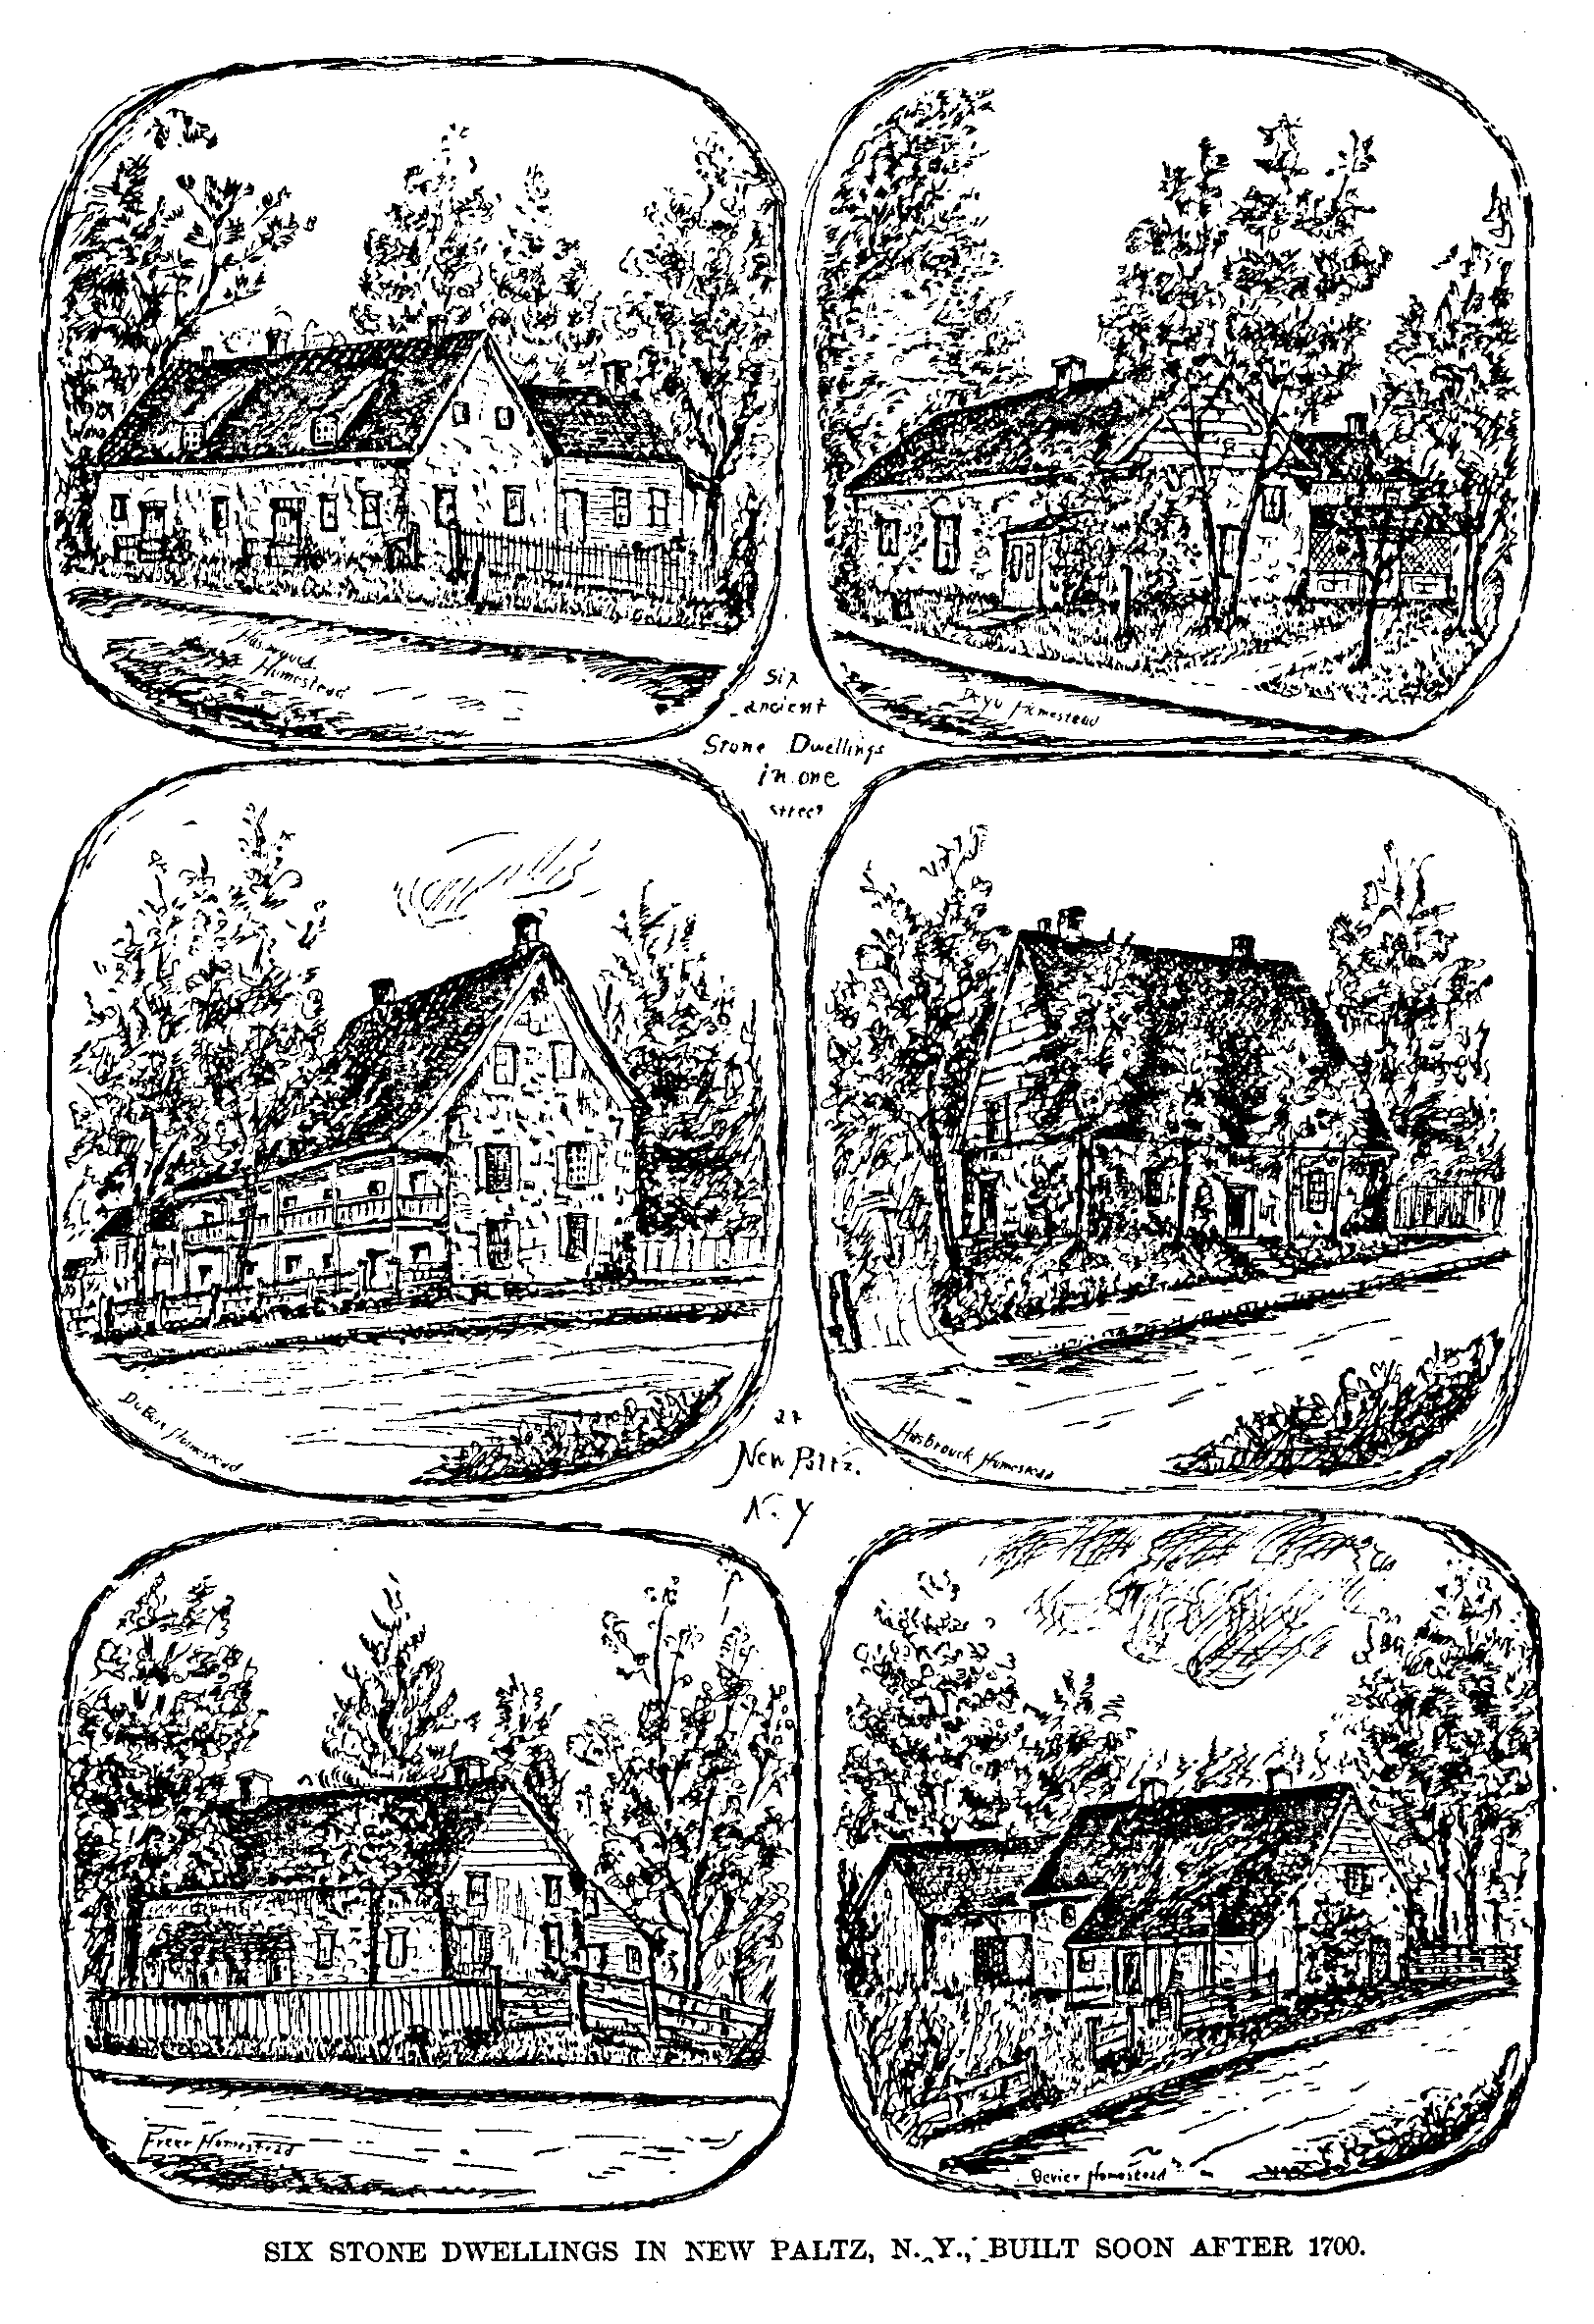 Homestead
Deyo Homestead
Six
ancient
Stone Dwellings
in one
street
DuBois Homestead
Hasbrouck Homestead
at
New Paltz.
N. Y
Freer Homestead
Bevier Homestead
SIX STONE DWELLINGS IN NEW PALTZ, N. Y., BUILT SOON AFTER 1700.